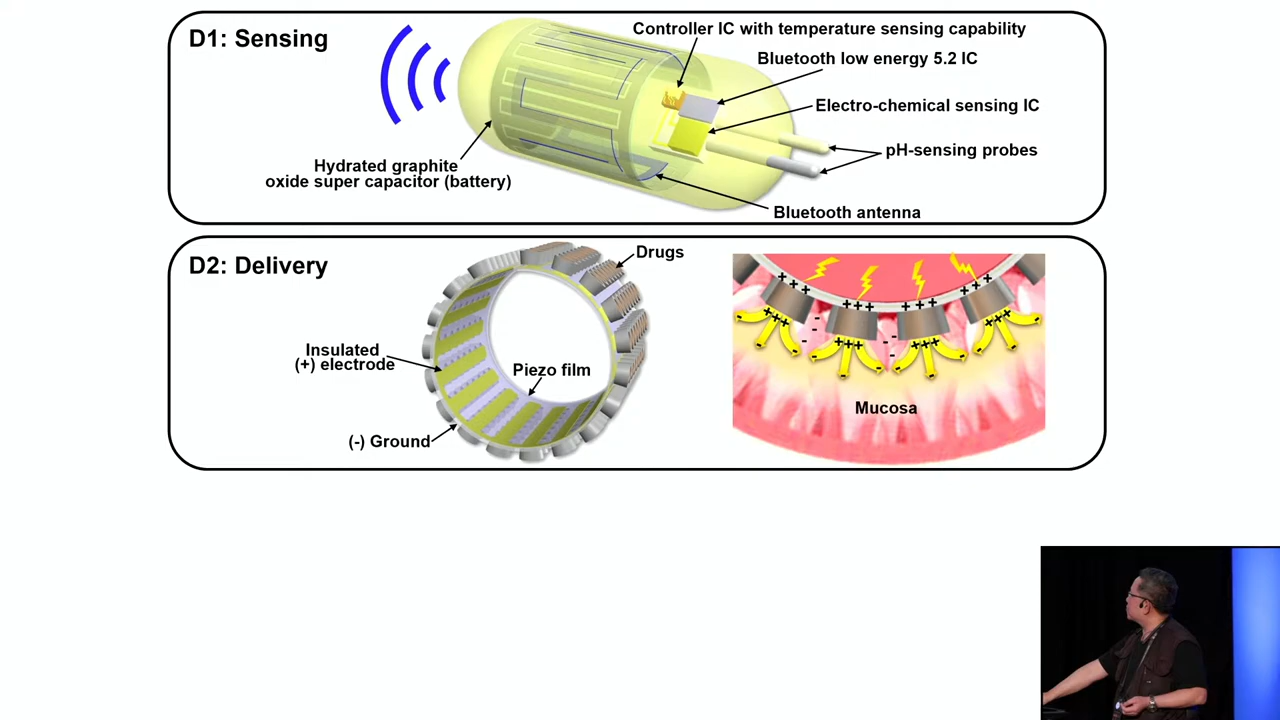 D1: Sensing
Controller IC with temperature sensing capability
Bluetooth low energy 5.2 IC
Electro-chemical sensing IC
pH-sensing probes
Hydrated graphite
oxide super capacitor (battery)
Bluetooth antenna
D2: Delivery
Drugs
Insulated
(+) electrode
Piezo film
(-) Ground
Mucosa